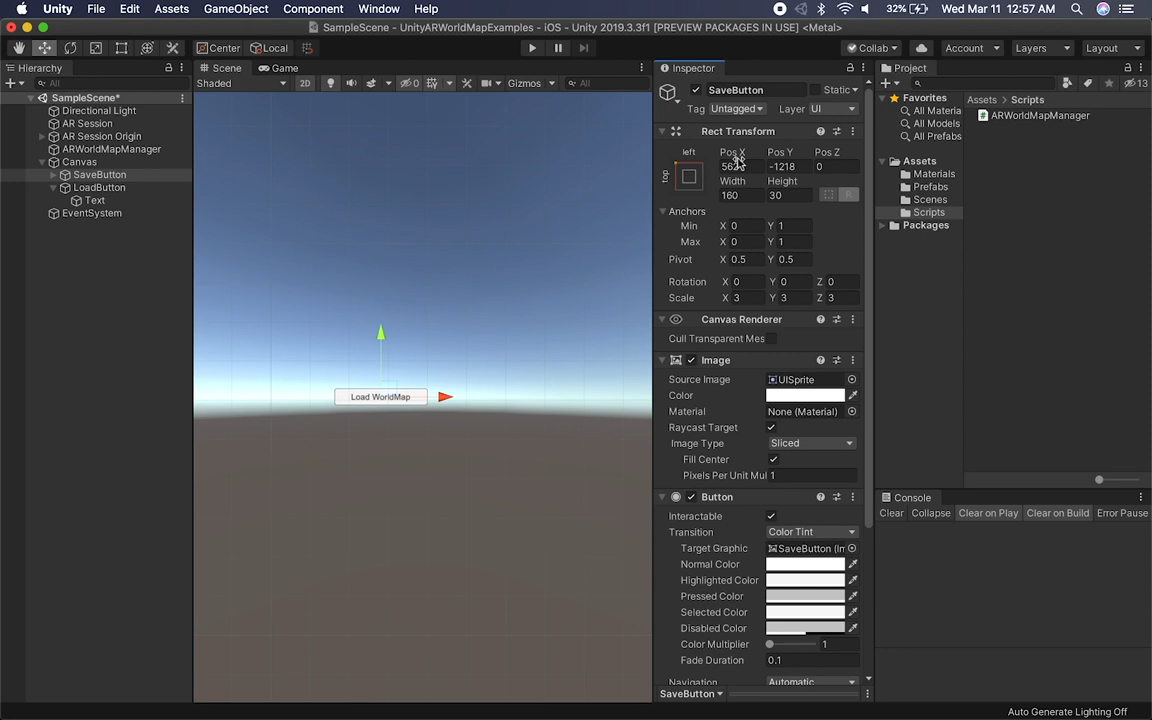 Unity File Edit Assets GameObject Component Window Help 32% Wed Mar 11 12:57 AM
SampleScene - UnityARWorldMapExamples - iOS - Unity 2019.3.3f1 [PREVIEW PACKAGES IN USE] <Metal>
Center Local Collab Account Layers Layout
Hierarchy
All
SampleScene*
Directional Light
AR Session
AR Session Origin
ARWorldMapManager
Canvas
SaveButton
LoadButton
Text
EventSystem
Scene Game
Shaded 2D 0 Gizmos All
Load WorldMap
Inspector
SaveButton Static
Tag Untagged Layer UI
Rect Transform
left Pos X Pos Y Pos Z
top -1218 0
Width Height
160 30 R
Anchors
Min X 0 Y 1
Max X 0 Y 1
Pivot X 0.5 Y 0.5
Rotation X 0 Y 0 Z 0
Scale X 3 Y 3 Z 3
Canvas Renderer
Cull Transparent Mes
Image
Source Image UISprite
Color
Material None (Material)
Raycast Target
Image Type Sliced
Fill Center
Pixels Per Unit Mul 1
Button
Interactable
Transition Color Tint
Target Graphic SaveButton (Im
Normal Color
Highlighted Color
Pressed Color
Selected Color
Disabled Color
Color Multiplier 1
Fade Duration 0.1
Navigation Automatic
SaveButton
Project
13
Favorites
All Materia
All Models
All Prefabs
Assets
Materials
Prefabs
Scenes
Scripts
Packages
Assets Scripts
ARWorldMapManager
Console
Clear Collapse Clear on Play Clear on Build Error Pause
Auto Generate Lighting Off